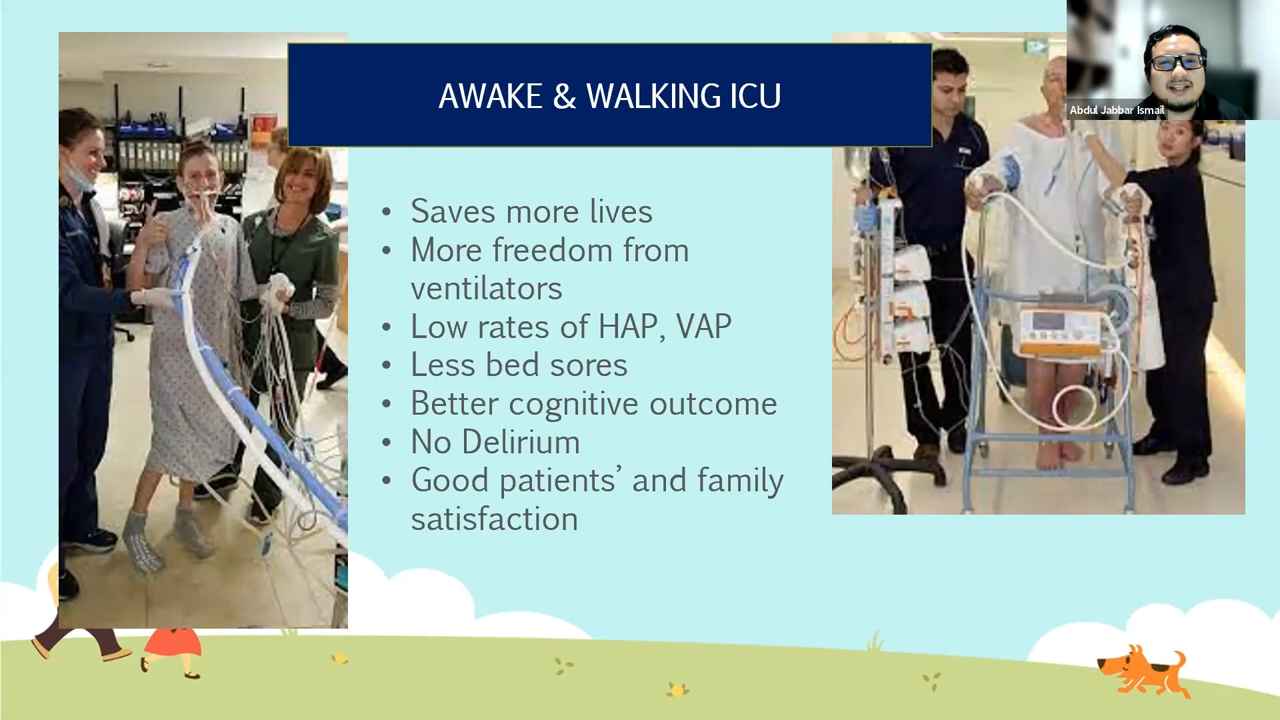 AWAKE & WALKING ICU
Abdul Jabbar Ismail
• Saves more lives
• More freedom from
ventilators
• Low rates of HAP, VAP
• Less bed sores
• Better cognitive outcome
• No Delirium
• Good patients’ and family
satisfaction